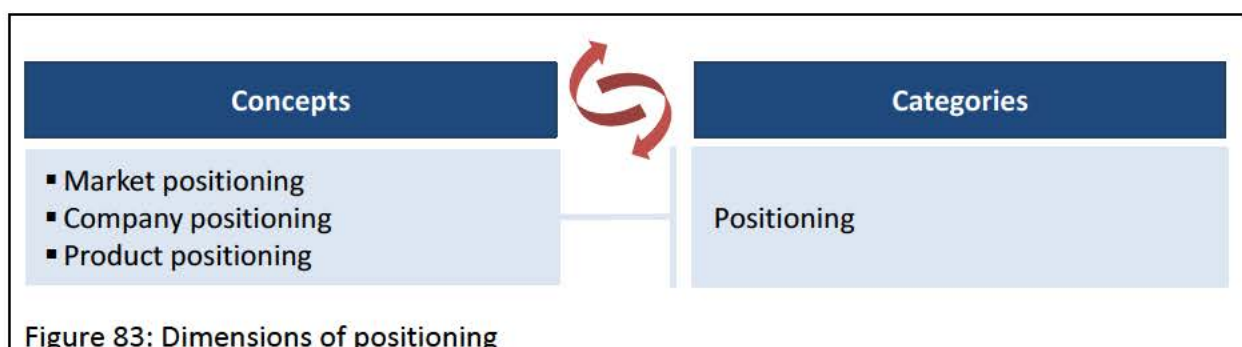 Concepts
Categories
▪ Market positioning
▪ Company positioning
▪ Product positioning
Positioning
Figure 83: Dimensions of positioning